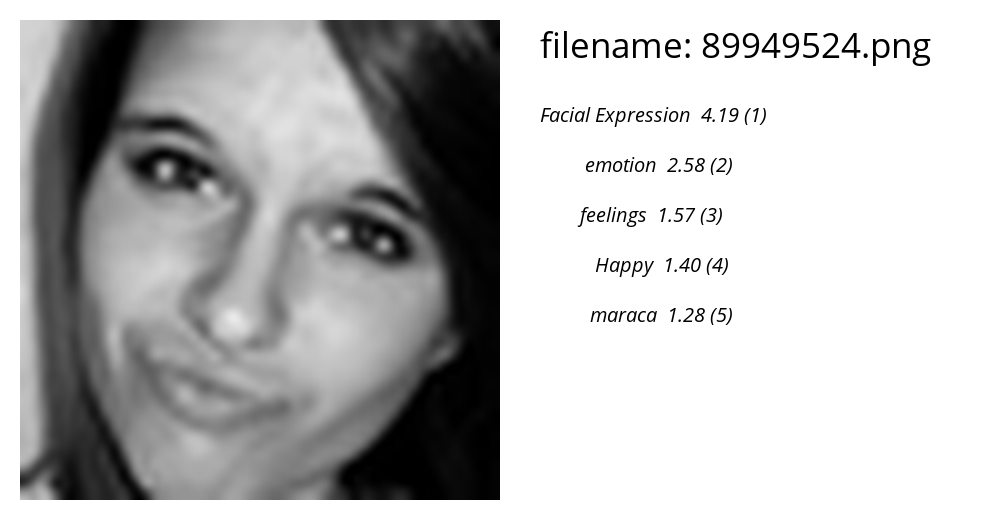 filename: 89949524.png
Facial Expression 4.19 (1)
emotion 2.58 (2)
feelings 1.57 (3)
Happy 1.40 (4)
maraca 1.28 (5)